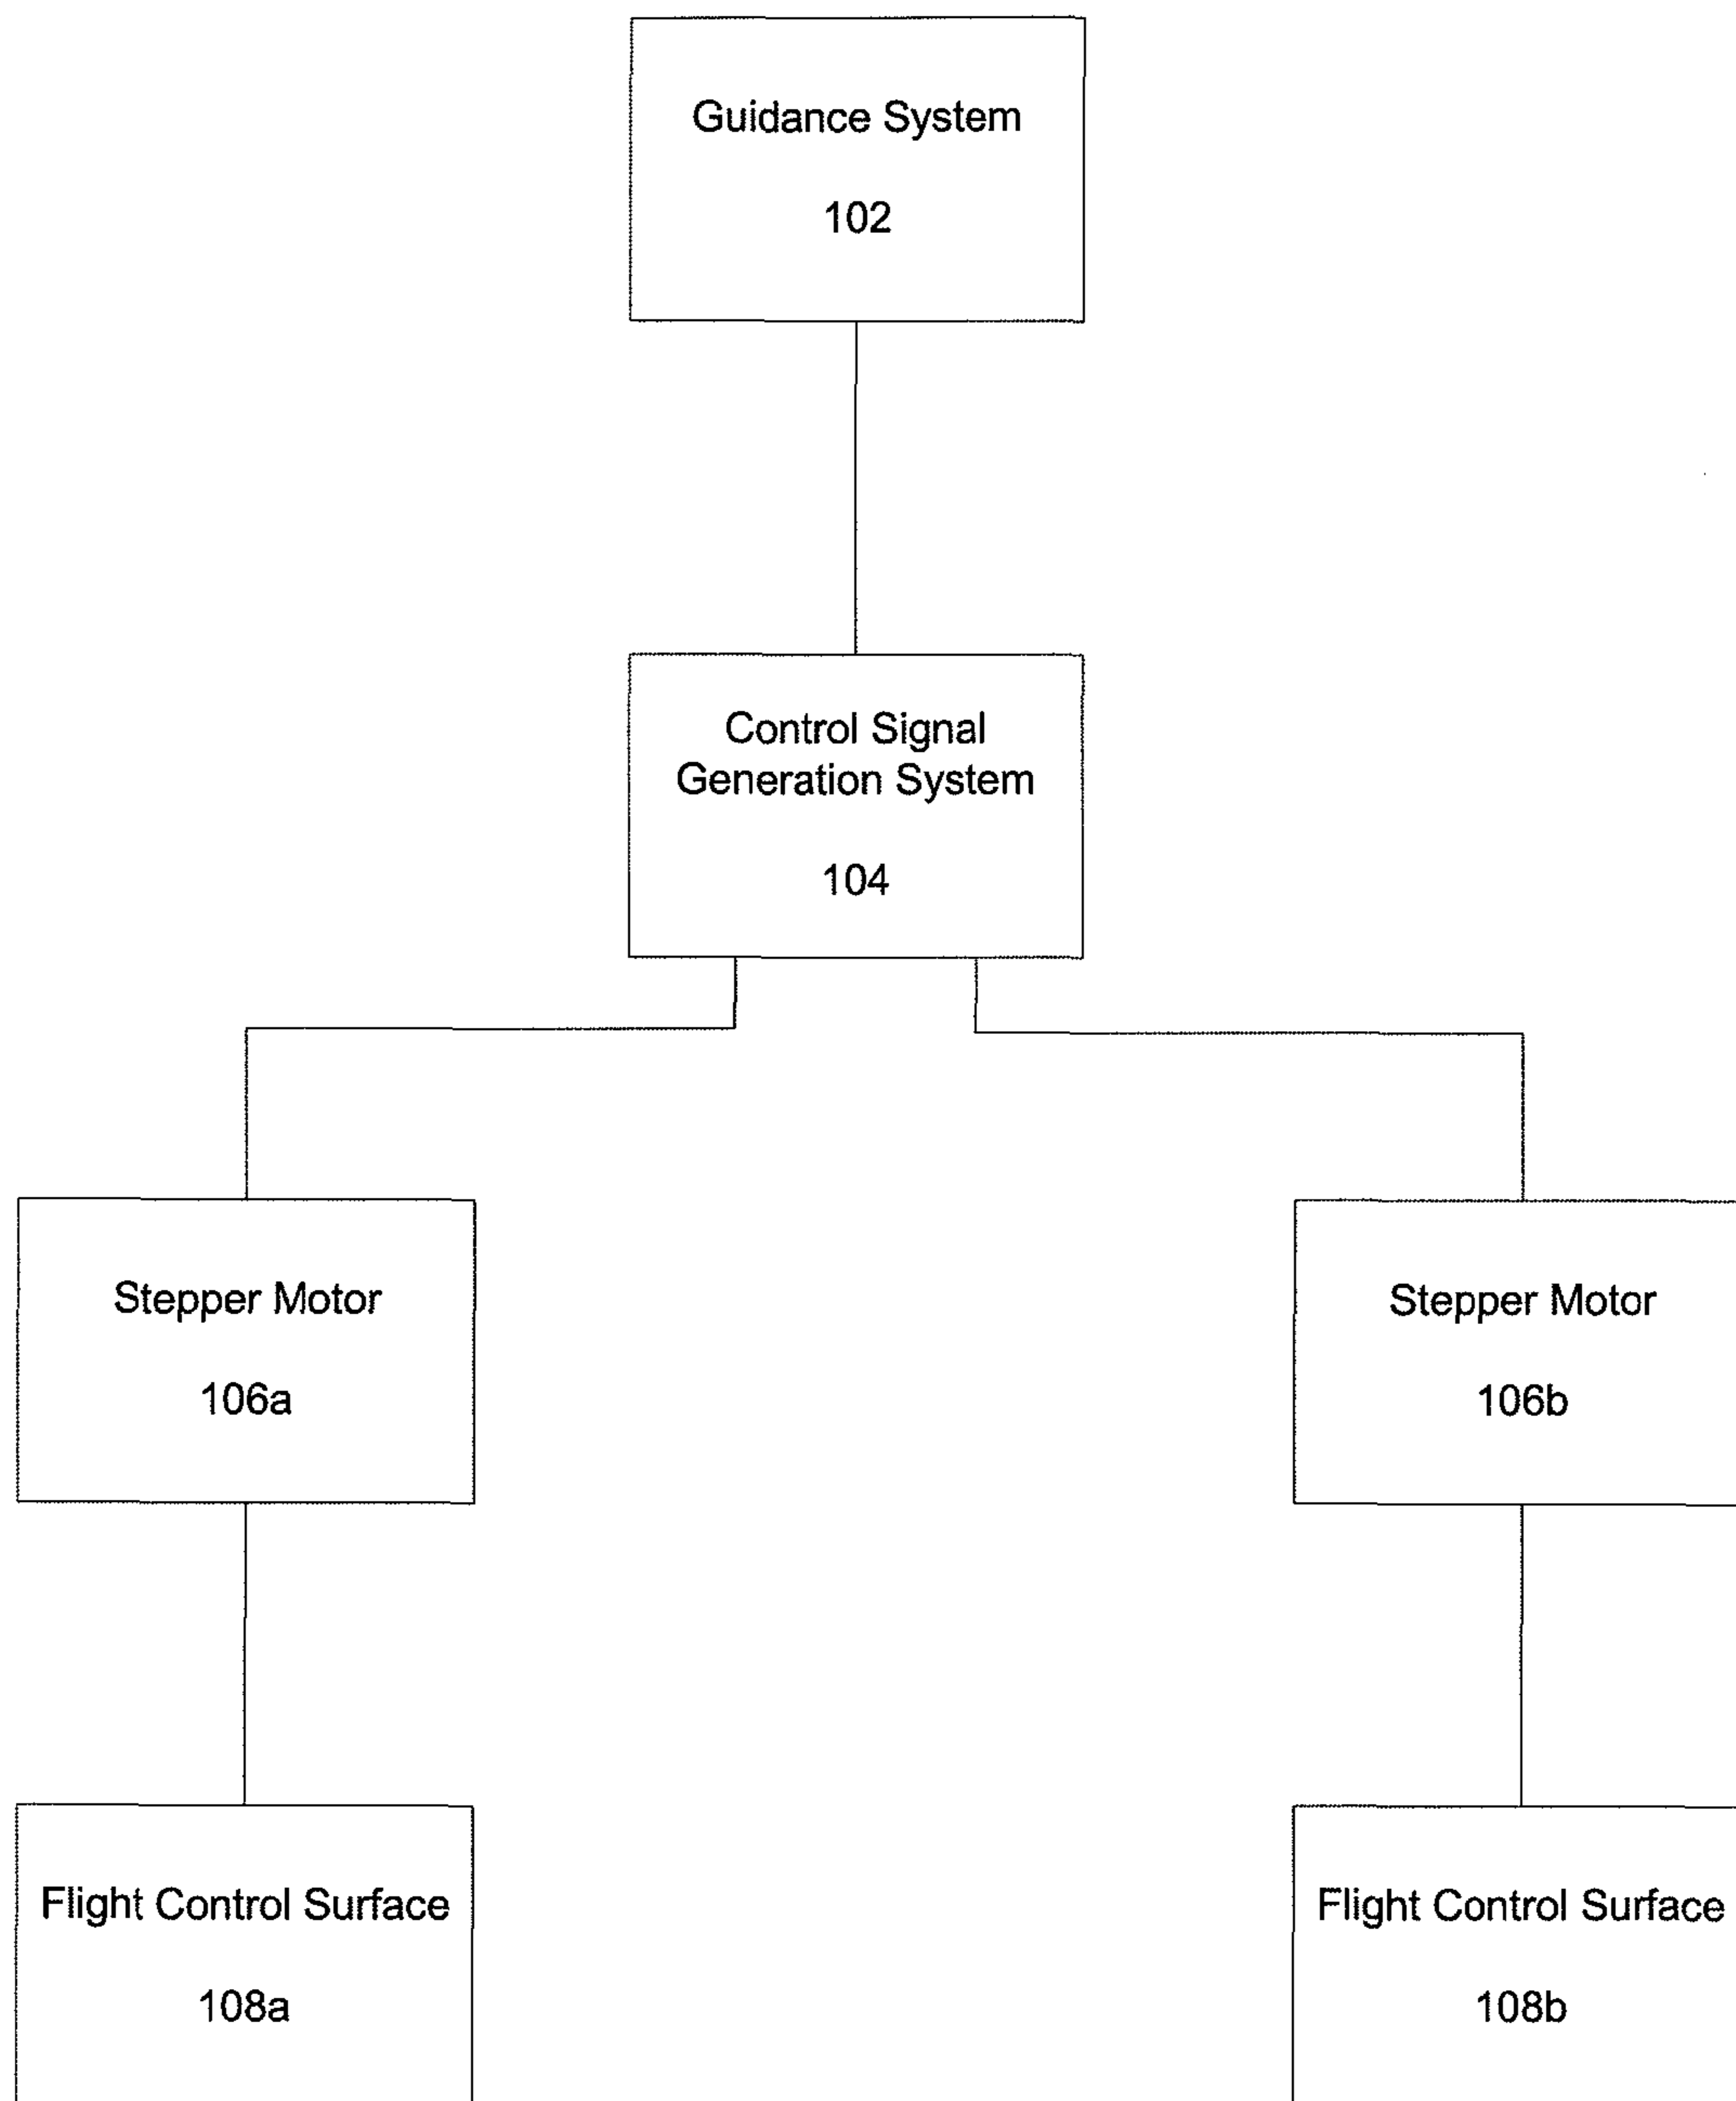 Guidance System
102
Control Signal
Generation System
104
Stepper Motor
106a
Stepper Motor
106b
Flight Control Surface
108a
Flight Control Surface
108b